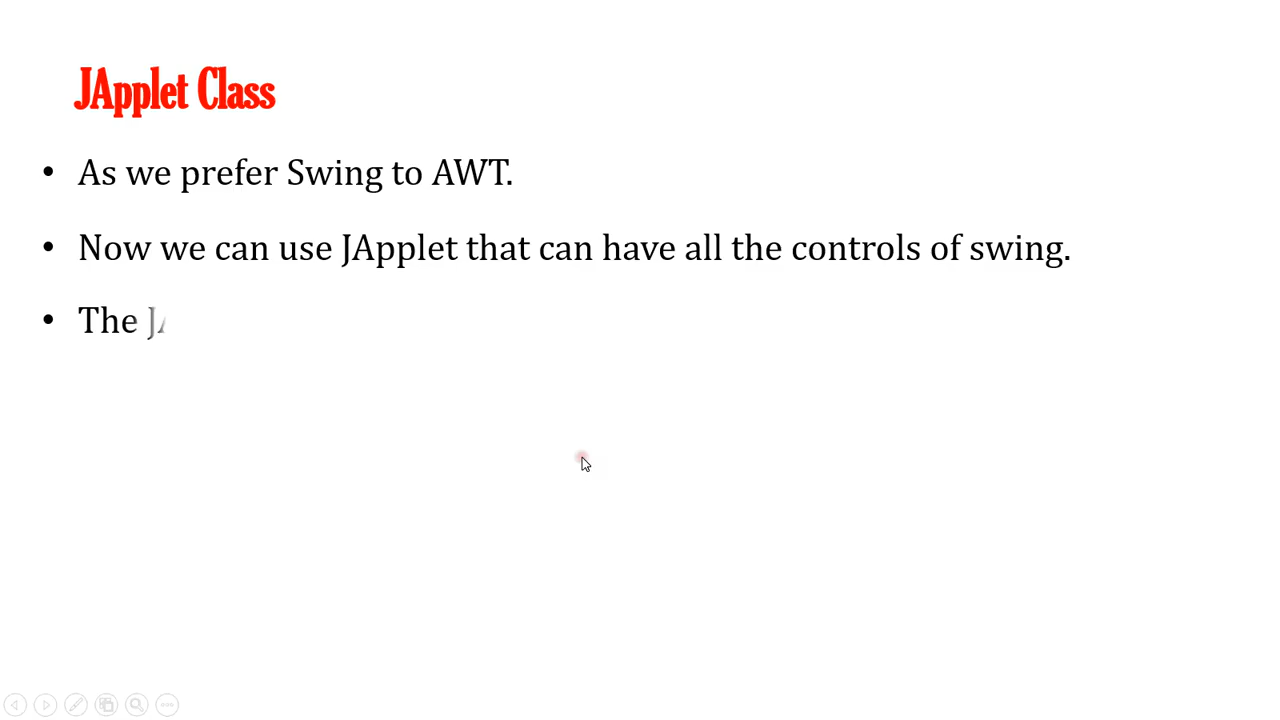 JApplet Class
• As we prefer Swing to AWT.
• Now we can use JApplet that can have all the controls of swing.
• The